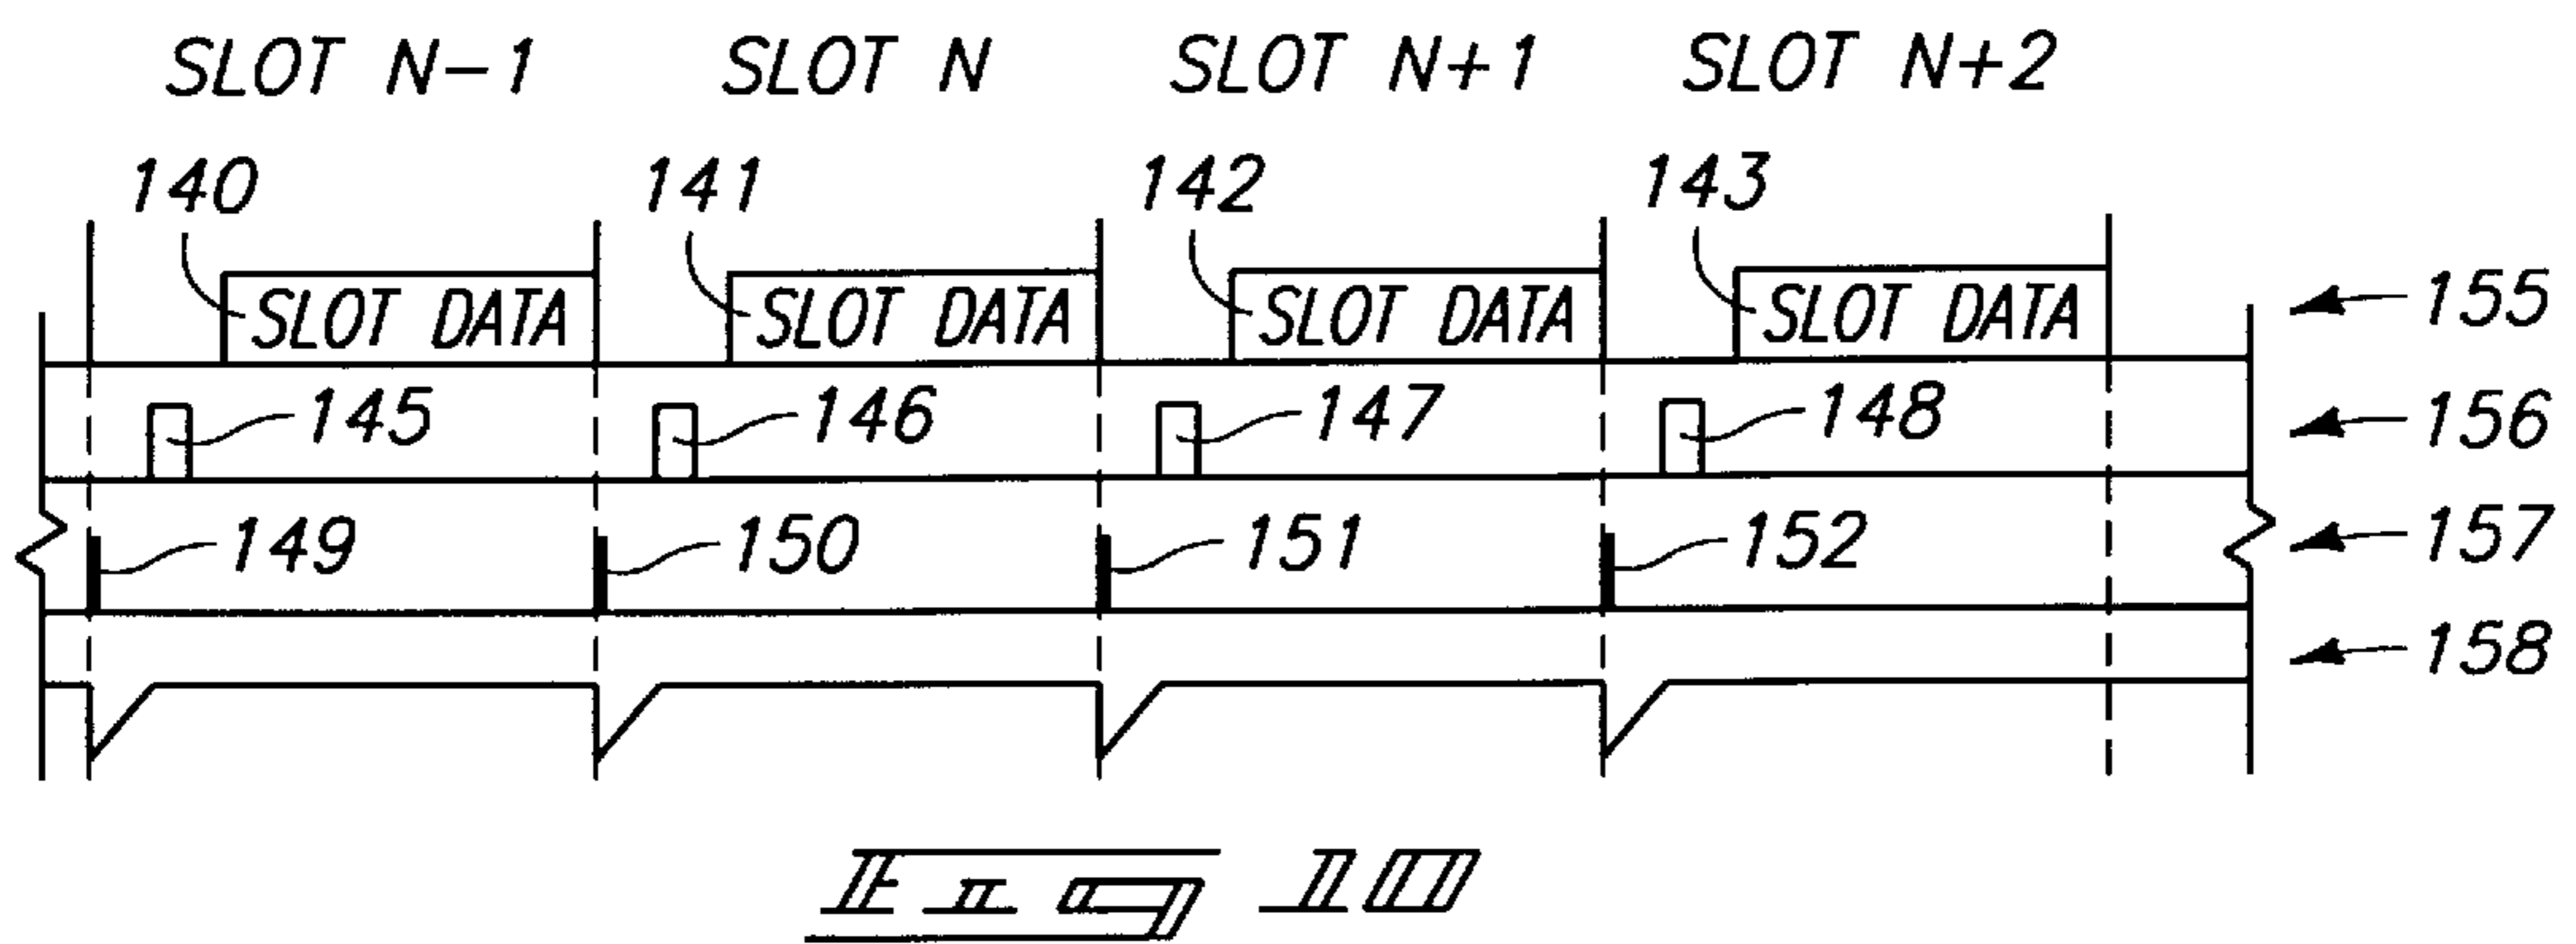 SLOT N-1 SLOT N SLOT N+1 SLOT N+2
140 141 142 143
SLOT DATA SLOT DATA SLOT DATA SLOT DATA 155
145 146 147 148 156
149 150 151 152 157
158
Fig 10